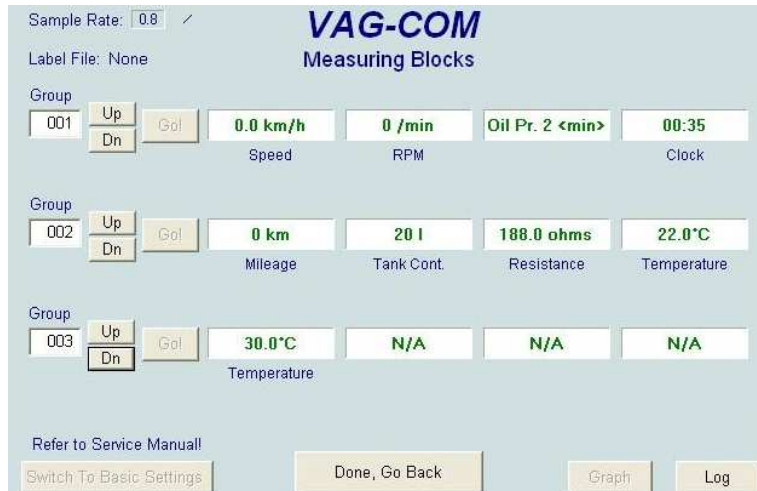 Sample Rate: 0.8 /
VAG-COM
Label File: None
Measuring Blocks
Group
001 Up Dn Go! 0.0 km/h 0 /min Oil Pr. 2 <min> 00:35
Speed RPM Clock
Group
002 Up Dn Go! 0 km 20 l 188.0 ohms 22.0°C
Mileage Tank Cont. Resistance Temperature
Group
003 Up Dn Go! 30.0°C N/A N/A N/A
Temperature
Refer to Service Manual!
Switch To Basic Settings Done, Go Back Graph Log